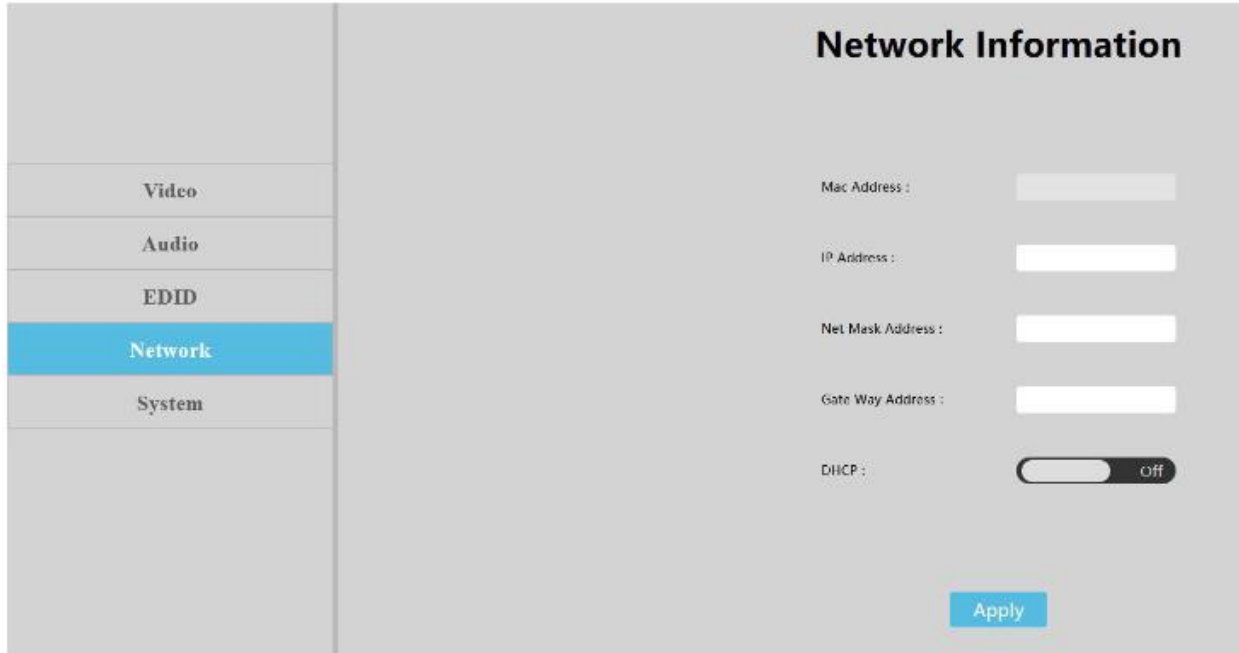 Network Information
Video
Audio
EDID
Network
System
Mac Address :
IP Address :
Net Mask Address :
Gate Way Address :
DHCP :
Off
Apply